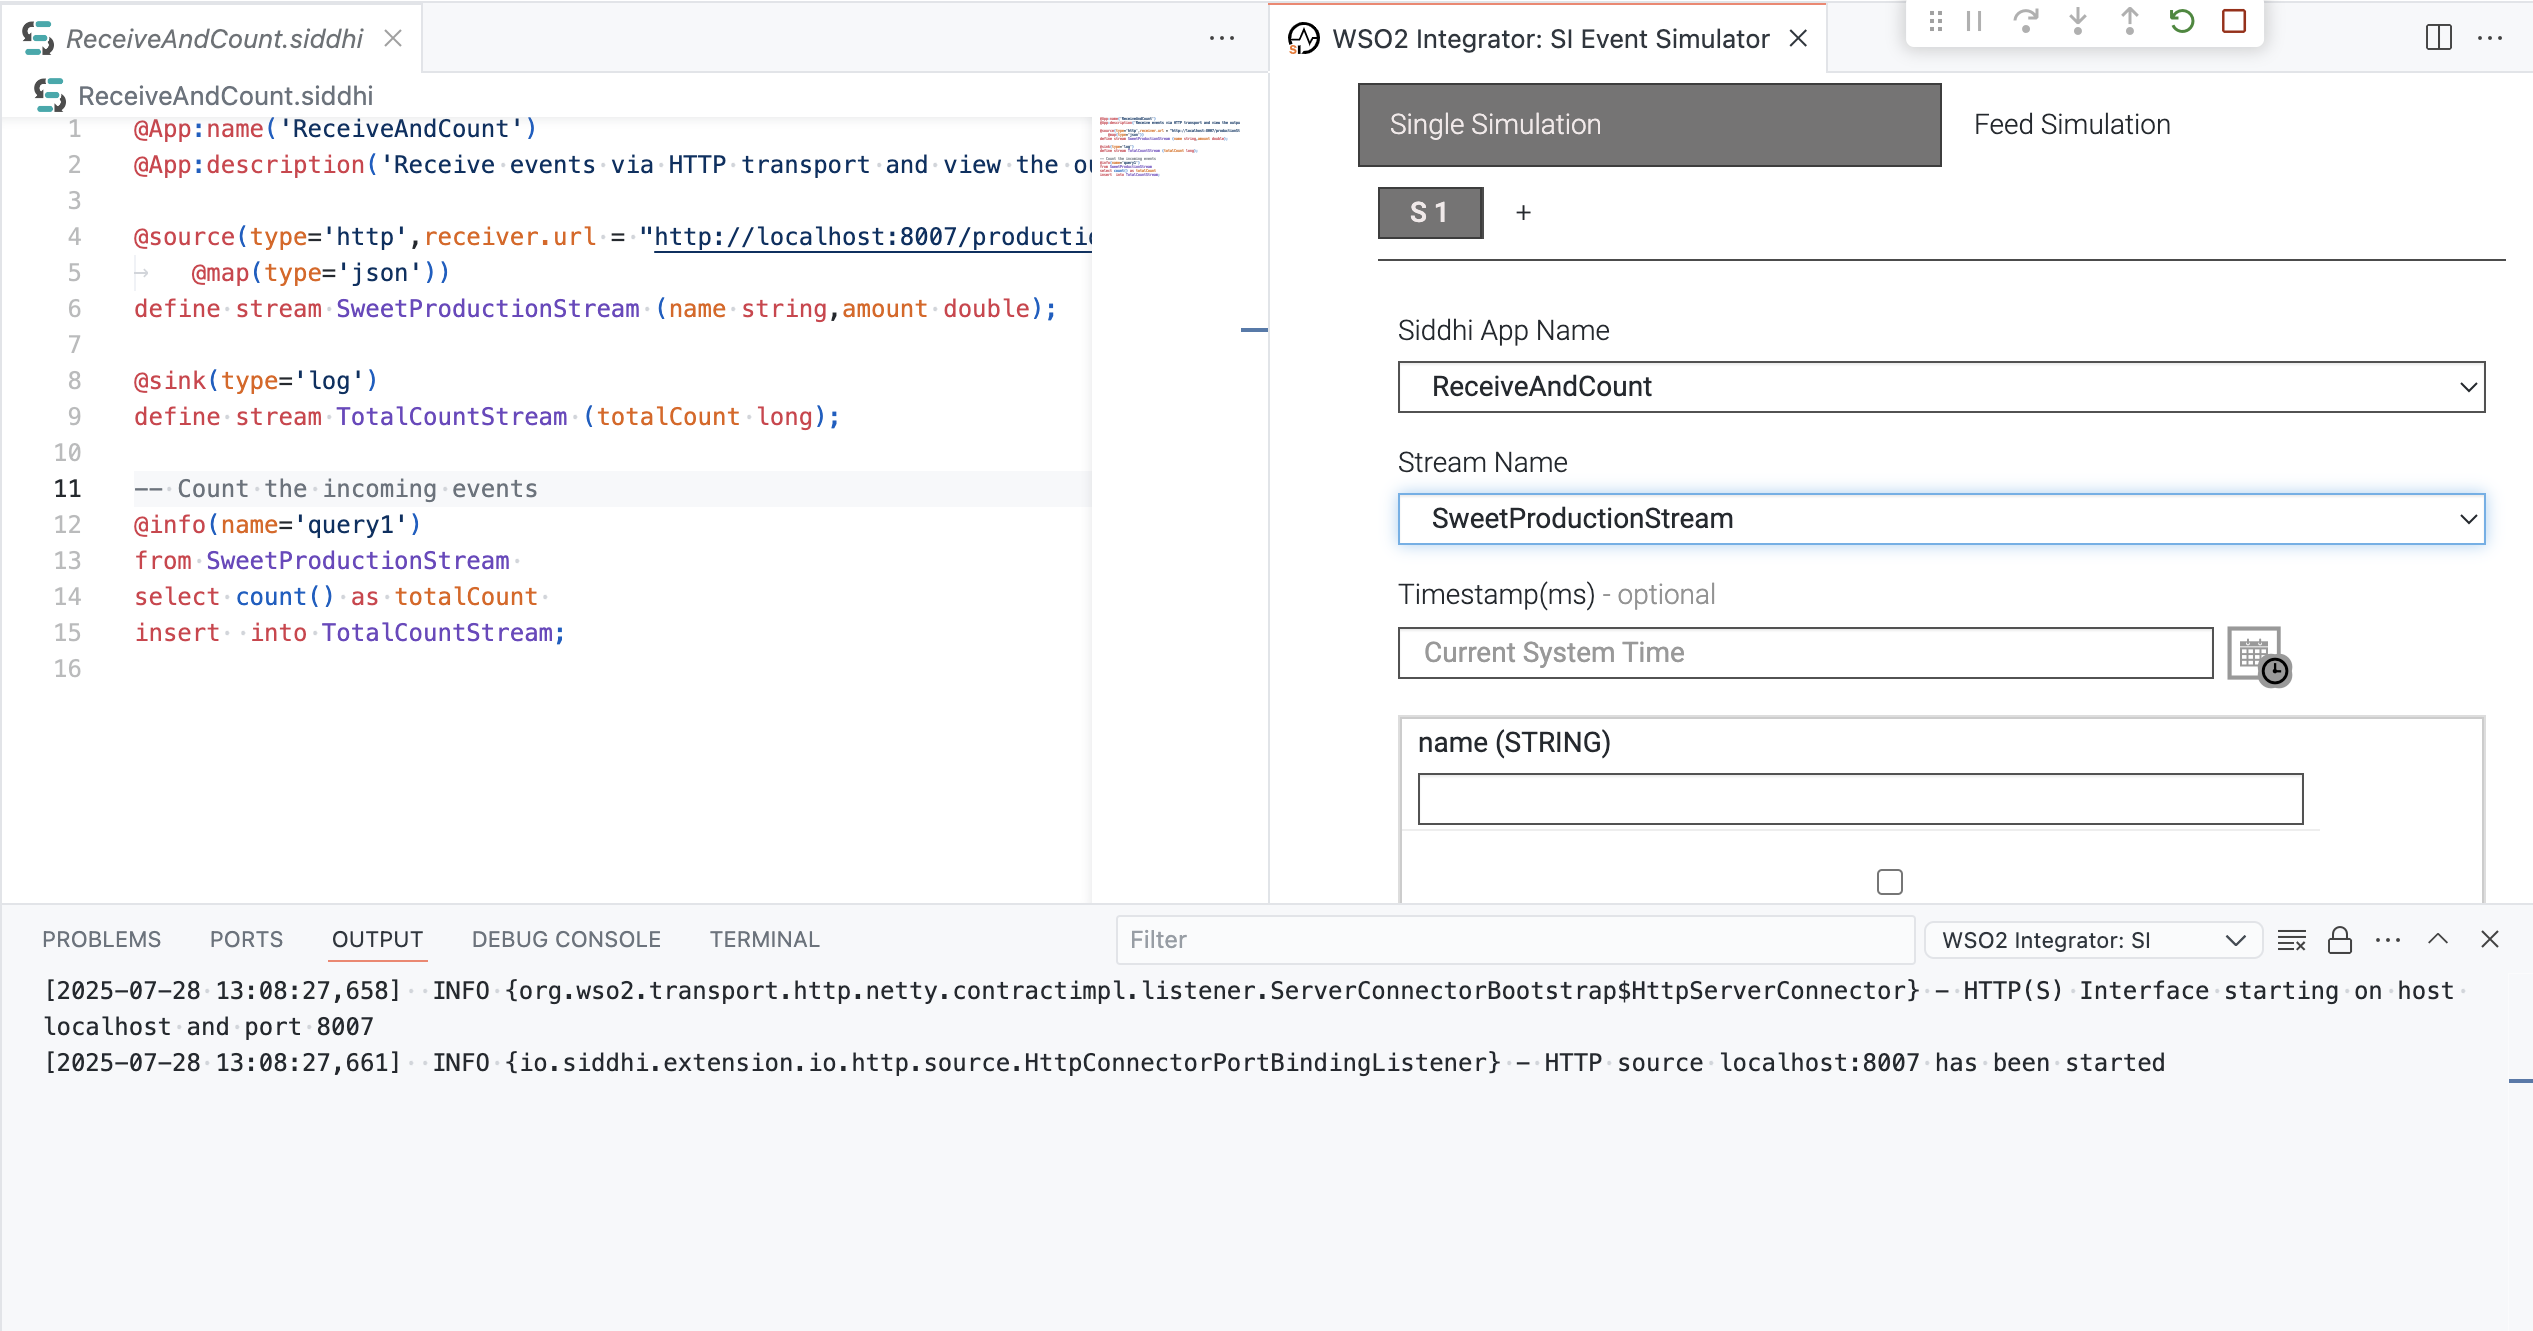 ReceiveAndCount.siddhi
WSO2 Integrator: SI Event Simulator
ReceiveAndCount.siddhi
1 @App:name('ReceiveAndCount')
2 @App:description('Receive events via HTTP transport and view the ou
3
4 @source(type='http',receiver.url = "http://localhost:8007/producti
5 @map(type='json'))
6 define stream SweetProductionStream (name string,amount double);
7
8 @sink(type='log')
9 define stream TotalCountStream (totalCount long);
10
11 -- Count the incoming events
12 @info(name='query1')
13 from SweetProductionStream
14 select count() as totalCount
15 insert  into TotalCountStream;
16
Single Simulation
Feed Simulation
S 1 +
Siddhi App Name
ReceiveAndCount
Stream Name
SweetProductionStream
Timestamp(ms) - optional
Current System Time
name (STRING)
PROBLEMS PORTS OUTPUT DEBUG CONSOLE TERMINAL
Filter
WSO2 Integrator: SI
[2025-07-28 13:08:27,658]  INFO {org.wso2.transport.http.netty.contractimpl.listener.ServerConnectorBootstrap$HttpServerConnector} - HTTP(S) Interface starting on host
localhost and port 8007
[2025-07-28 13:08:27,661]  INFO {io.siddhi.extension.io.http.source.HttpConnectorPortBindingListener} - HTTP source localhost:8007 has been started